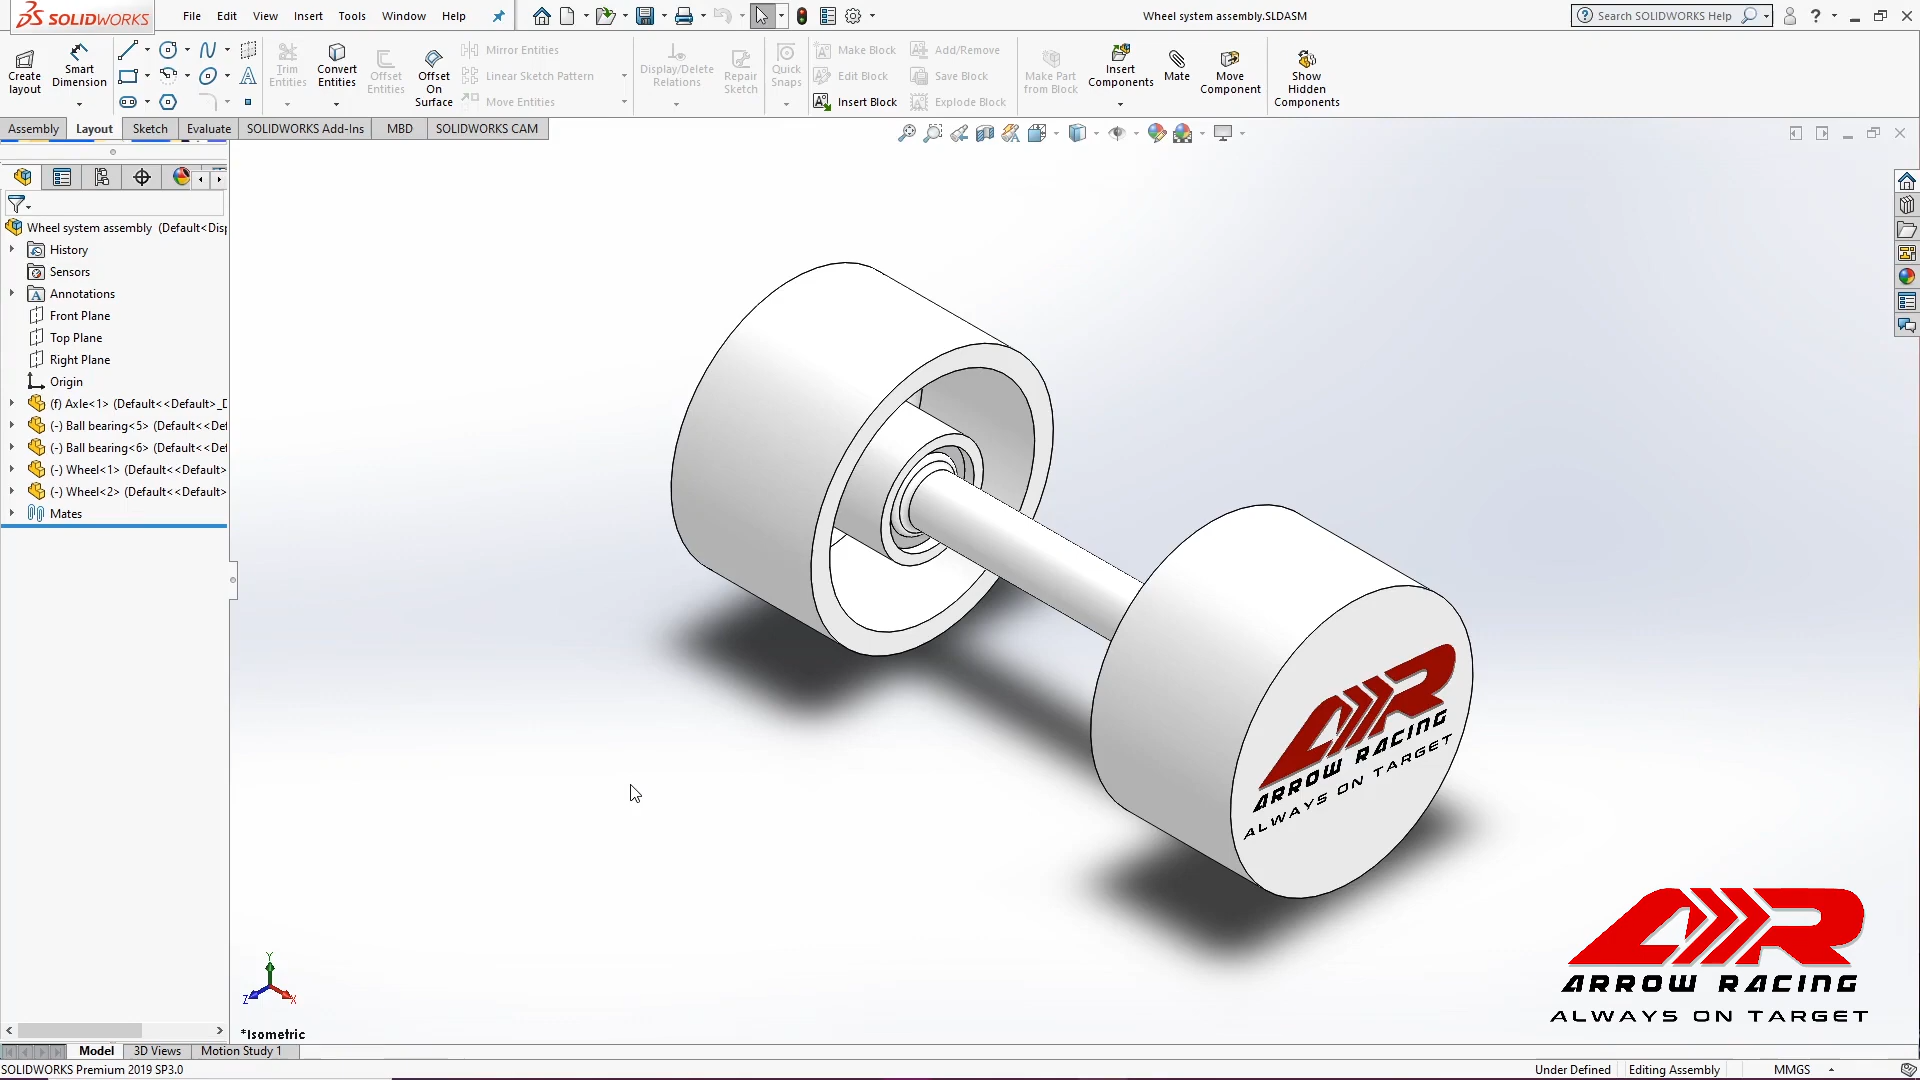 SOLIDWORKS
File Edit View Insert Tools Window Help
Wheel system assembly.SLDASM
Search SOLIDWORKS Help
Create layout
Smart Dimension
Trim Entities
Convert Entities
Offset Entities
Offset On Surface
Mirror Entities
Linear Sketch Pattern
Move Entities
Display/Delete Relations
Repair Sketch
Quick Snaps
Make Block
Edit Block
Insert Block
Add/Remove
Save Block
Explode Block
Make Part from Block
Insert Components
Mate
Move Component
Show Hidden Components
Assembly Layout Sketch Evaluate SOLIDWORKS Add-Ins MBD SOLIDWORKS CAM
Wheel system assembly (Default<Disp
History
Sensors
Annotations
Front Plane
Top Plane
Right Plane
Origin
(f) Axle<1> (Default<<Default>_D
(-) Ball bearing<5> (Default<<Def
(-) Ball bearing<6> (Default<<Def
(-) Wheel<1> (Default<<Default>
(-) Wheel<2> (Default<<Default>
Mates
AR
ARROW RACING
ALWAYS ON TARGET
AR
ARROW RACING
ALWAYS ON TARGET
Y
Z X
*Isometric
Model 3D Views Motion Study 1
SOLIDWORKS Premium 2019 SP3.0
Under Defined Editing Assembly MMGS